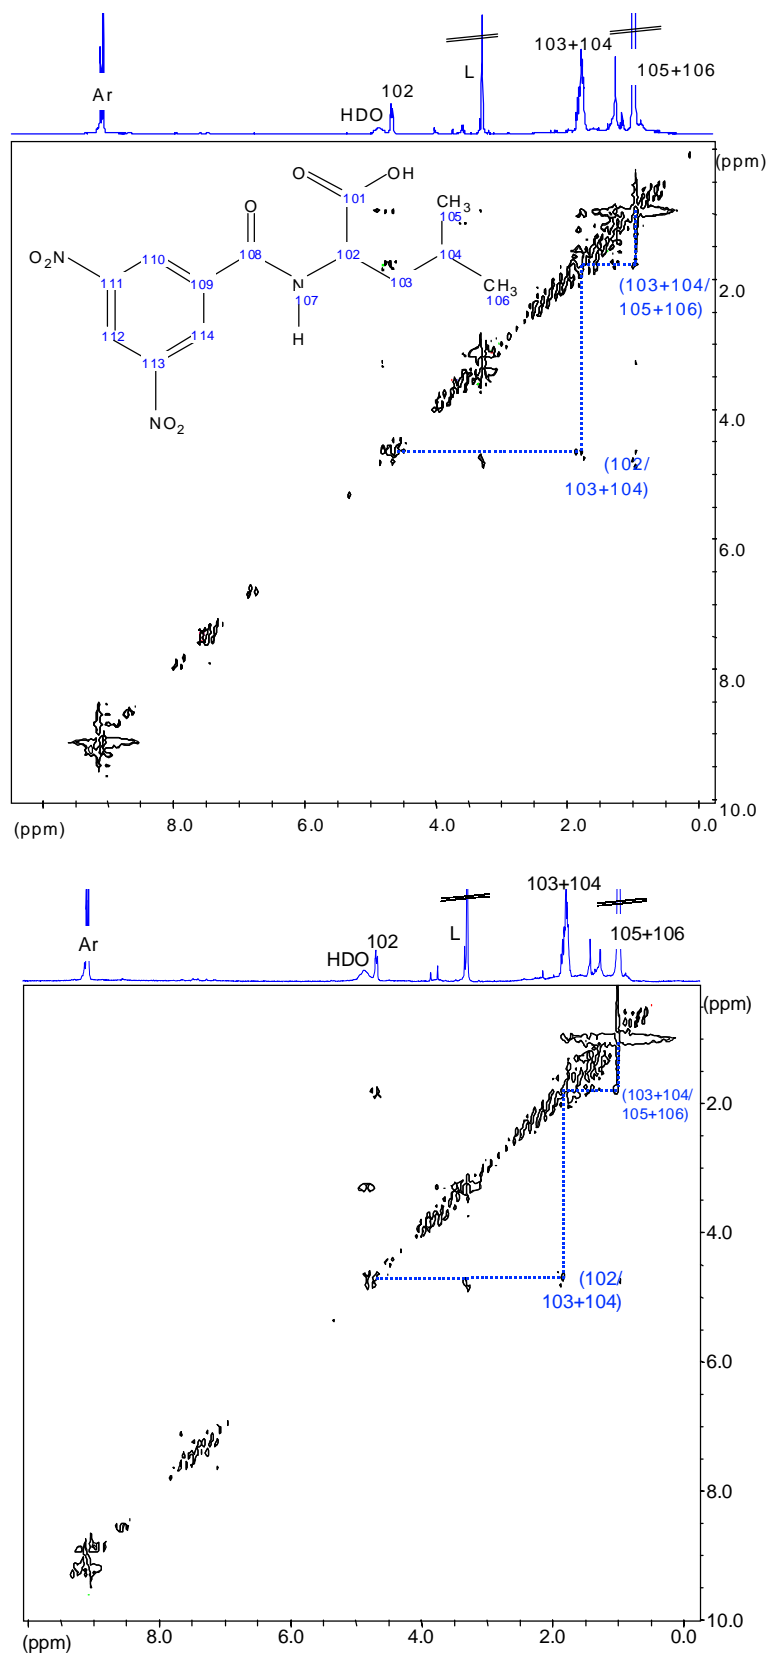 103+104
L
105+106
Ar
102
HDO
(ppm)
O
OH
101
CH3
105
O
O2N
110
108
102
104
CH3
111
109
N
103
106
107
112
114
H
113
NO2
2.0
(103+104/
105+106)
4.0
(102/
103+104)
6.0
8.0
10.0
(ppm)
8.0
6.0
4.0
2.0
0.0
103+104
Ar
102
L
105+106
HDO
(ppm)
(103+104/
105+106)
2.0
4.0
(102/
103+104)
6.0
8.0
10.0
(ppm)
8.0
6.0
4.0
2.0
0.0